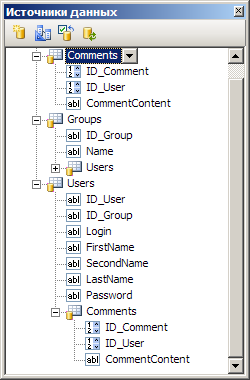 Источники данных
Comments
ID_Comment
ID_User
CommentContent
Groups
ID_Group
Name
Users
Users
ID_User
ID_Group
Login
FirstName
SecondName
LastName
Password
Comments
ID_Comment
ID_User
CommentContent